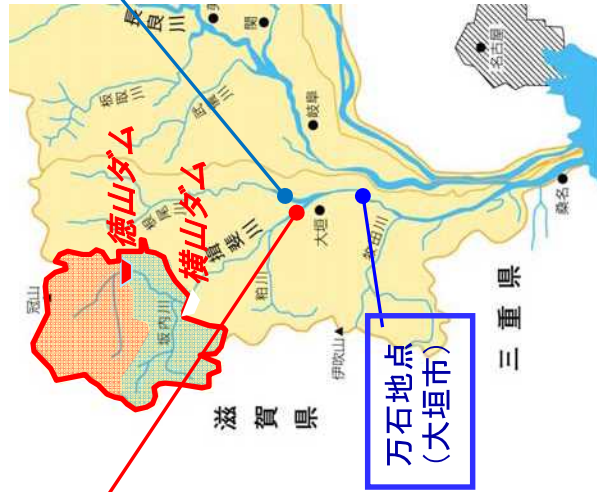 長良川
関
名古屋
板取川
武儀川
岐阜
徳山ダム
根尾川
横山ダム
揖斐川
大垣
牧田川
桑名
冠山
坂内川
粕川
伊吹山
三重県
滋賀県
万石地点
(大垣市)